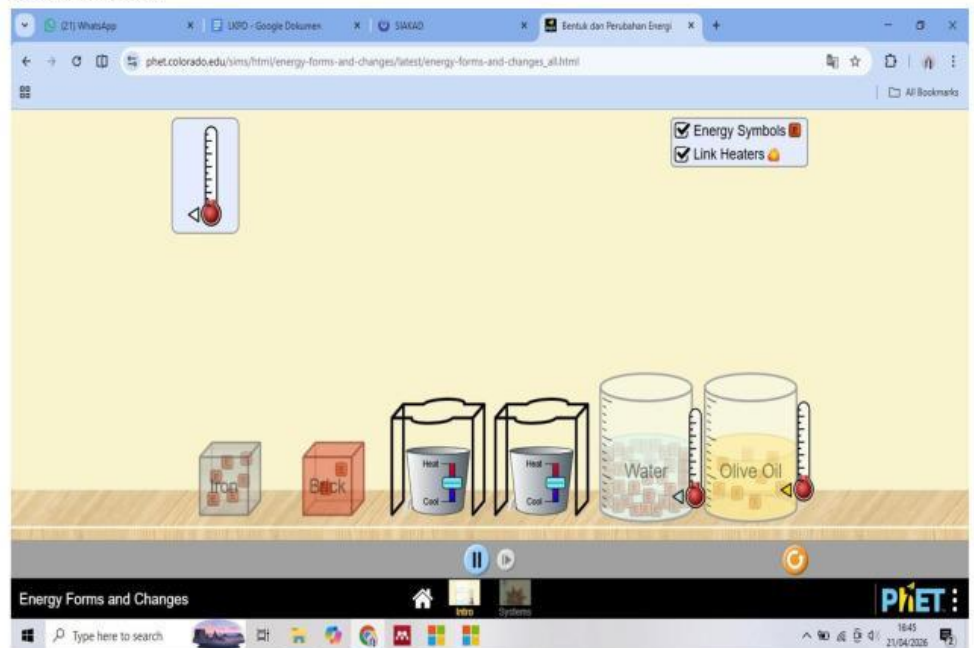 (21) WhatsApp
LKPD - Google Dokumen
SIAKAD
Bentuk dan Perubahan Energi
phet.colorado.edu/sims/html/energy-forms-and-changes/latest/energy-forms-and-changes_all.html
All Bookmarks
Energy Symbols E
Link Heaters
Iron
Brick
Heat
Cool
Heat
Cool
Water
Olive Oil
Energy Forms and Changes
Intro
Systems
PhET
Type here to search
16:45
21/04/2026